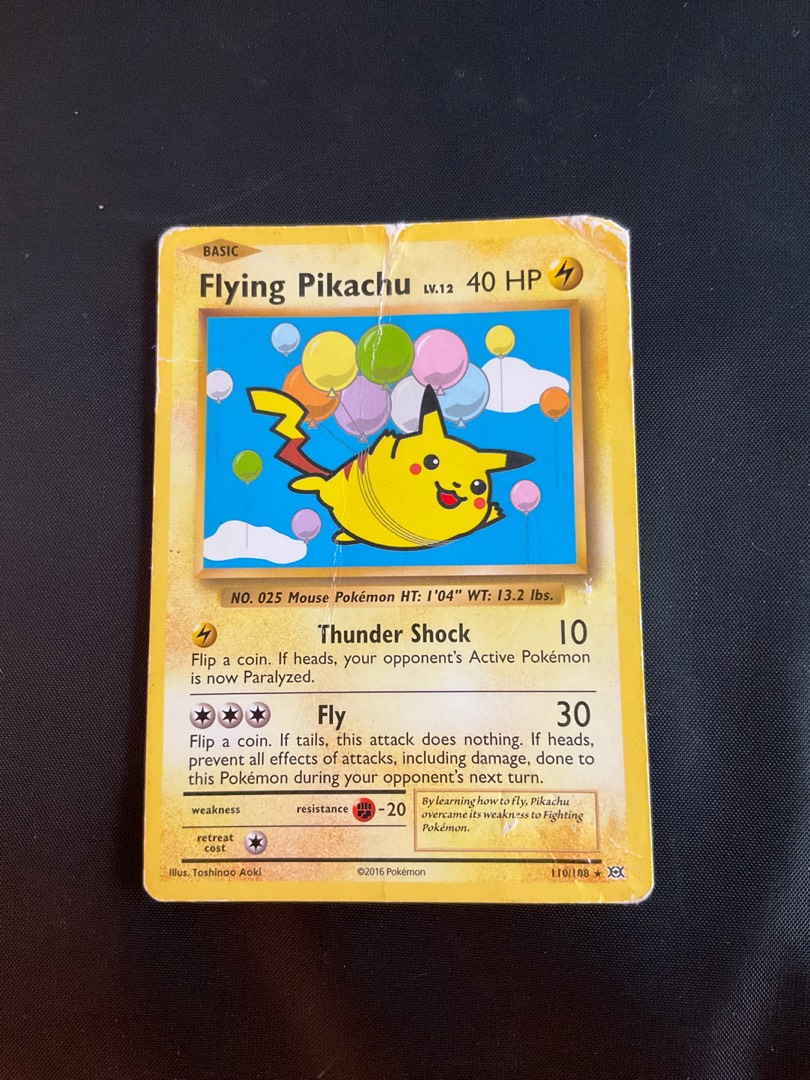 BASIC
Flying Pikachu LV.12 40 HP
NO. 025 Mouse Pokémon HT: 1'04" WT: 13.2 lbs.
Thunder Shock 10
Flip a coin. If heads, your opponent's Active Pokémon
is now Paralyzed.
Fly 30
Flip a coin. If tails, this attack does nothing. If heads,
prevent all effects of attacks, including damage, done to
this Pokémon during your opponent's next turn.
weakness resistance -20
retreat
cost
By learning how to fly, Pikachu
overcame its weakness to Fighting
Pokémon.
Illus. Toshinao Aoki ©2016 Pokémon 110/108 ★